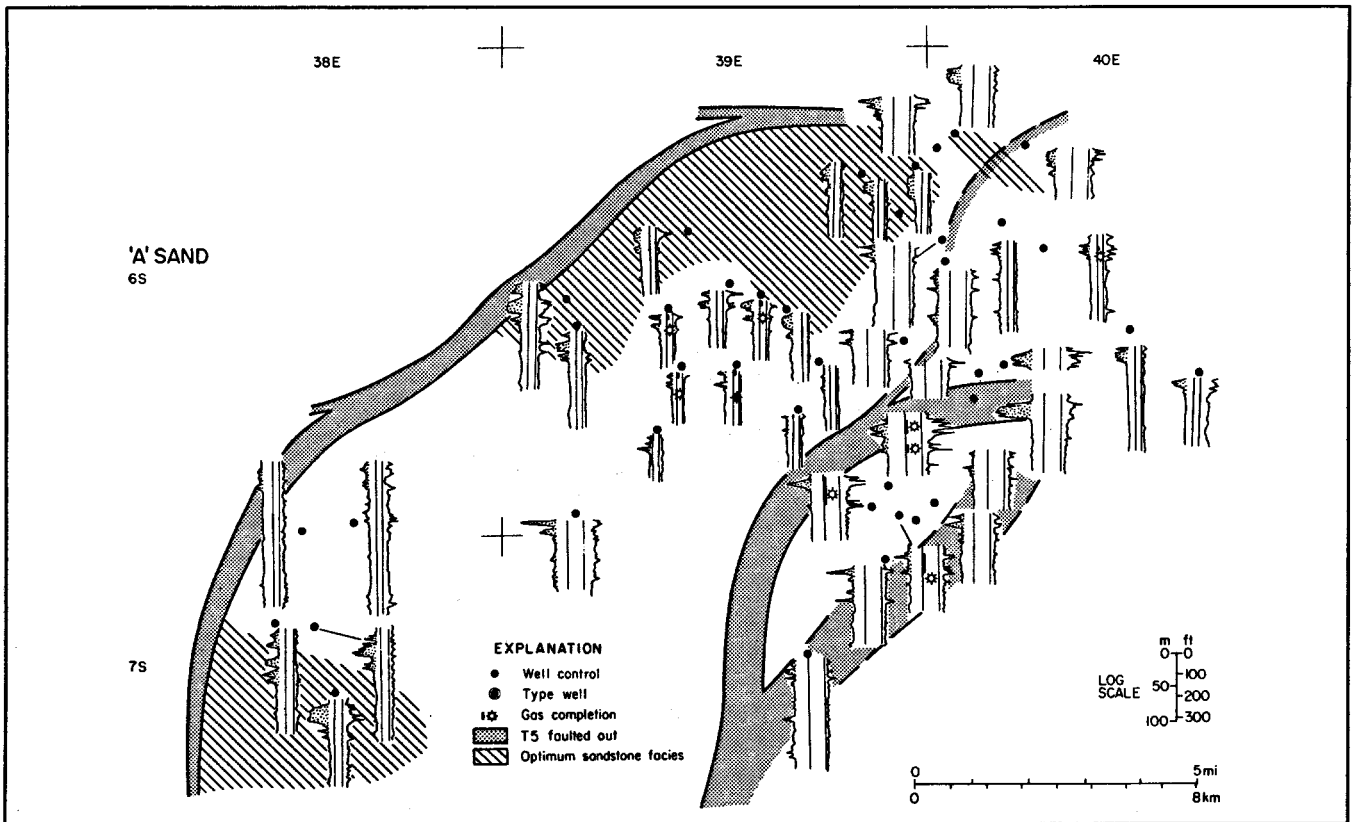 38E
39E
40E
'A' SAND
6S
7S
EXPLANATION
Well control
Type well
Gas completion
T5 faulted out
Optimum sandstone facies
LOG SCALE
m ft
0 0
100
50 200
100 300
0 5mi
0 8km